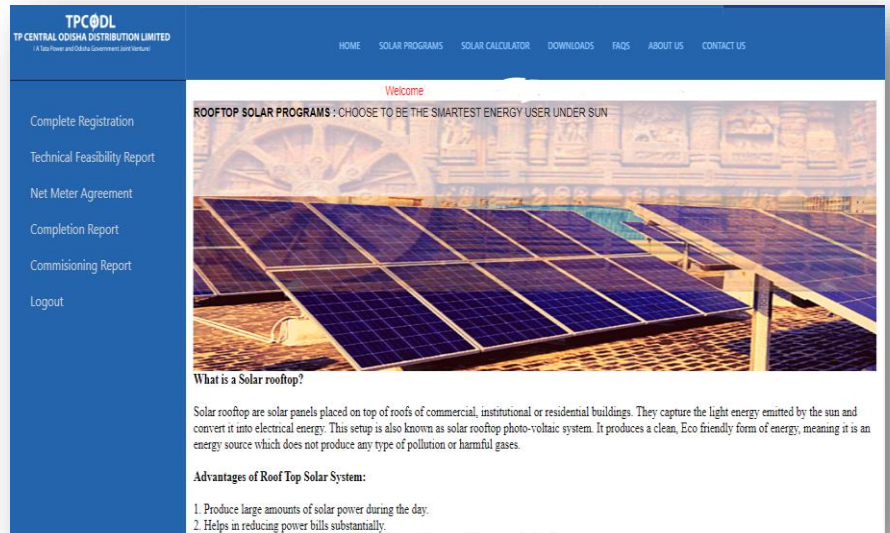 TPCØDL
TP CENTRAL ODISHA DISTRIBUTION LIMITED
( A Tata Power and Odisha Government Joint Venture)
HOME SOLAR PROGRAMS SOLAR CALCULATOR DOWNLOADS FAQS ABOUT US CONTACT US
Welcome
Complete Registration
Technical Feasibility Report
Net Meter Agreement
Completion Report
Commisioning Report
Logout
ROOFTOP SOLAR PROGRAMS : CHOOSE TO BE THE SMARTEST ENERGY USER UNDER SUN
What is a Solar rooftop?
Solar rooftop are solar panels placed on top of roofs of commercial, institutional or residential buildings. They capture the light energy emitted by the sun and
convert it into electrical energy. This setup is also known as solar rooftop photo-voltaic system. It produces a clean, Eco friendly form of energy, meaning it is an
energy source which does not produce any type of pollution or harmful gases.
Advantages of Roof Top Solar System:
1. Produce large amounts of solar power during the day.
2. Helps in reducing power bills substantially.